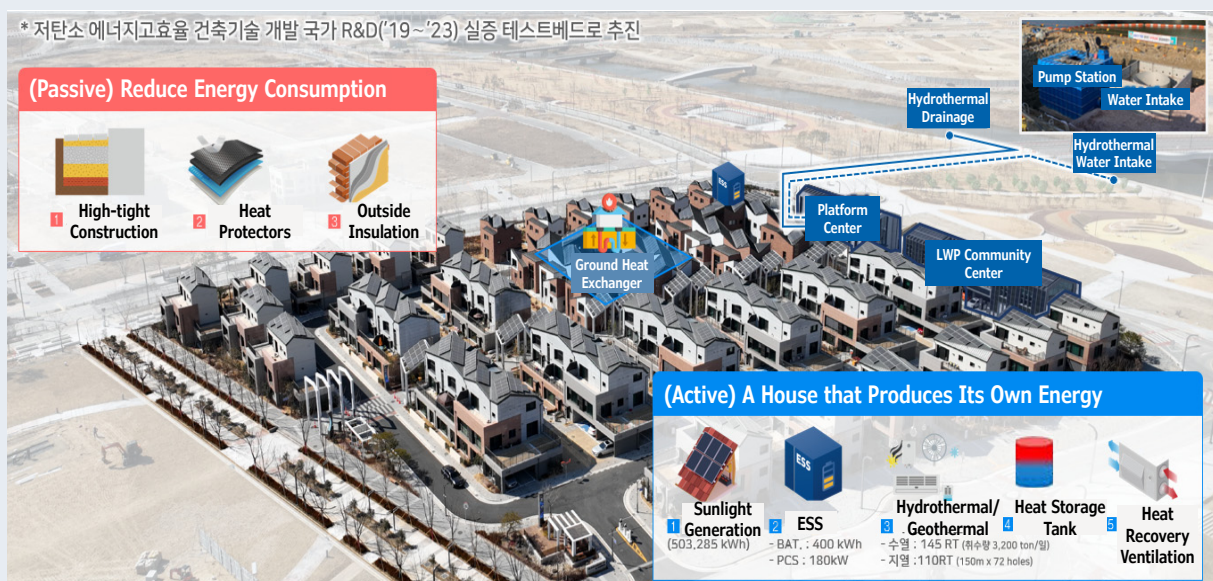 * 저탄소 에너지고효율 건축기술 개발 국가 R&D('19~'23) 실증 테스트베드로 추진
(Passive) Reduce Energy Consumption
1 High-tight
Construction
2 Heat
Protectors
3 Outside
Insulation
Pump Station
Water Intake
Hydrothermal
Drainage
Hydrothermal
Water Intake
ESS
Platform
Center
LWP Community
Center
Ground Heat
Exchanger
(Active) A House that Produces Its Own Energy
ESS
1 Sunlight
Generation
(503,285 kWh)
2 ESS
- BAT. : 400 kWh
- PCS : 180kW
3 Hydrothermal/
Geothermal
- 수열 : 145 RT (취수량 3,200 ton/일)
- 지열 :110RT (150m x 72 holes)
4 Heat Storage
Tank
5 Heat
Recovery
Ventilation